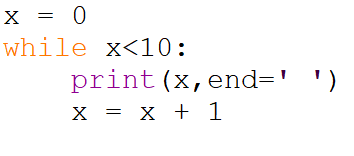 x = 0
while x<10:
    print(x,end=' ')
    x = x + 1